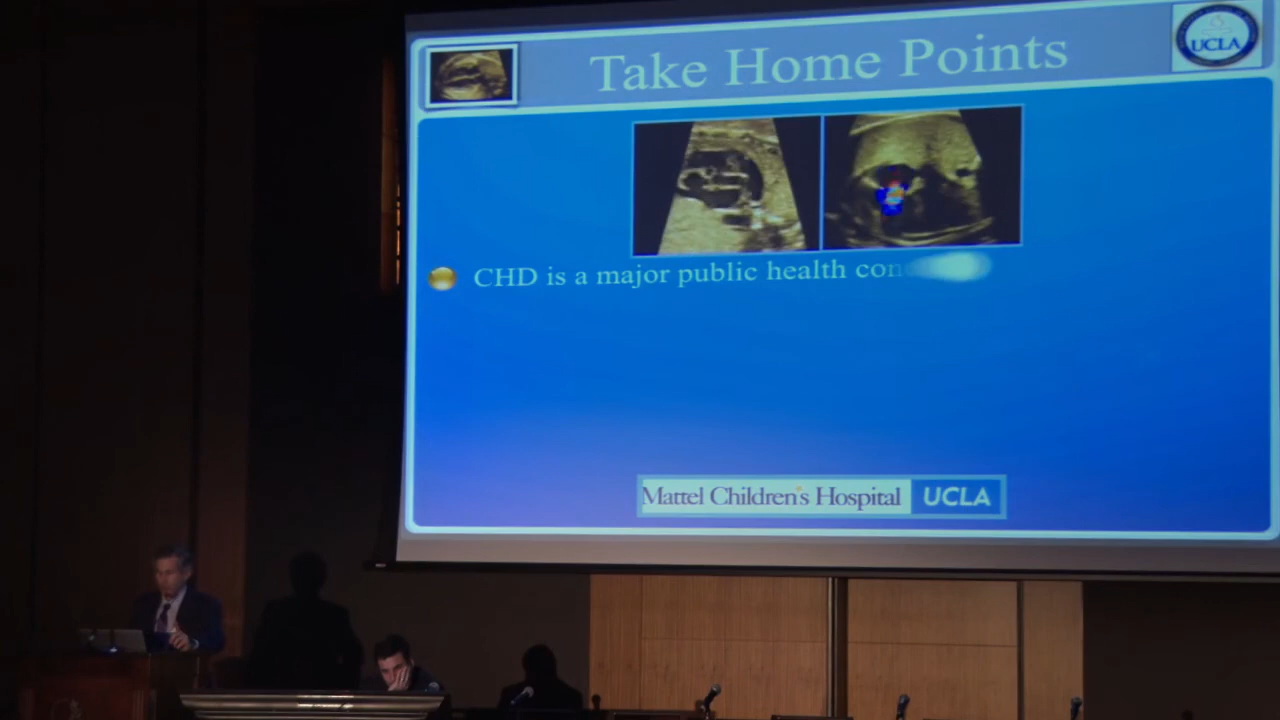 Take Home Points
UCLA
CHD is a major public health con
Mattel Children's Hospital UCLA